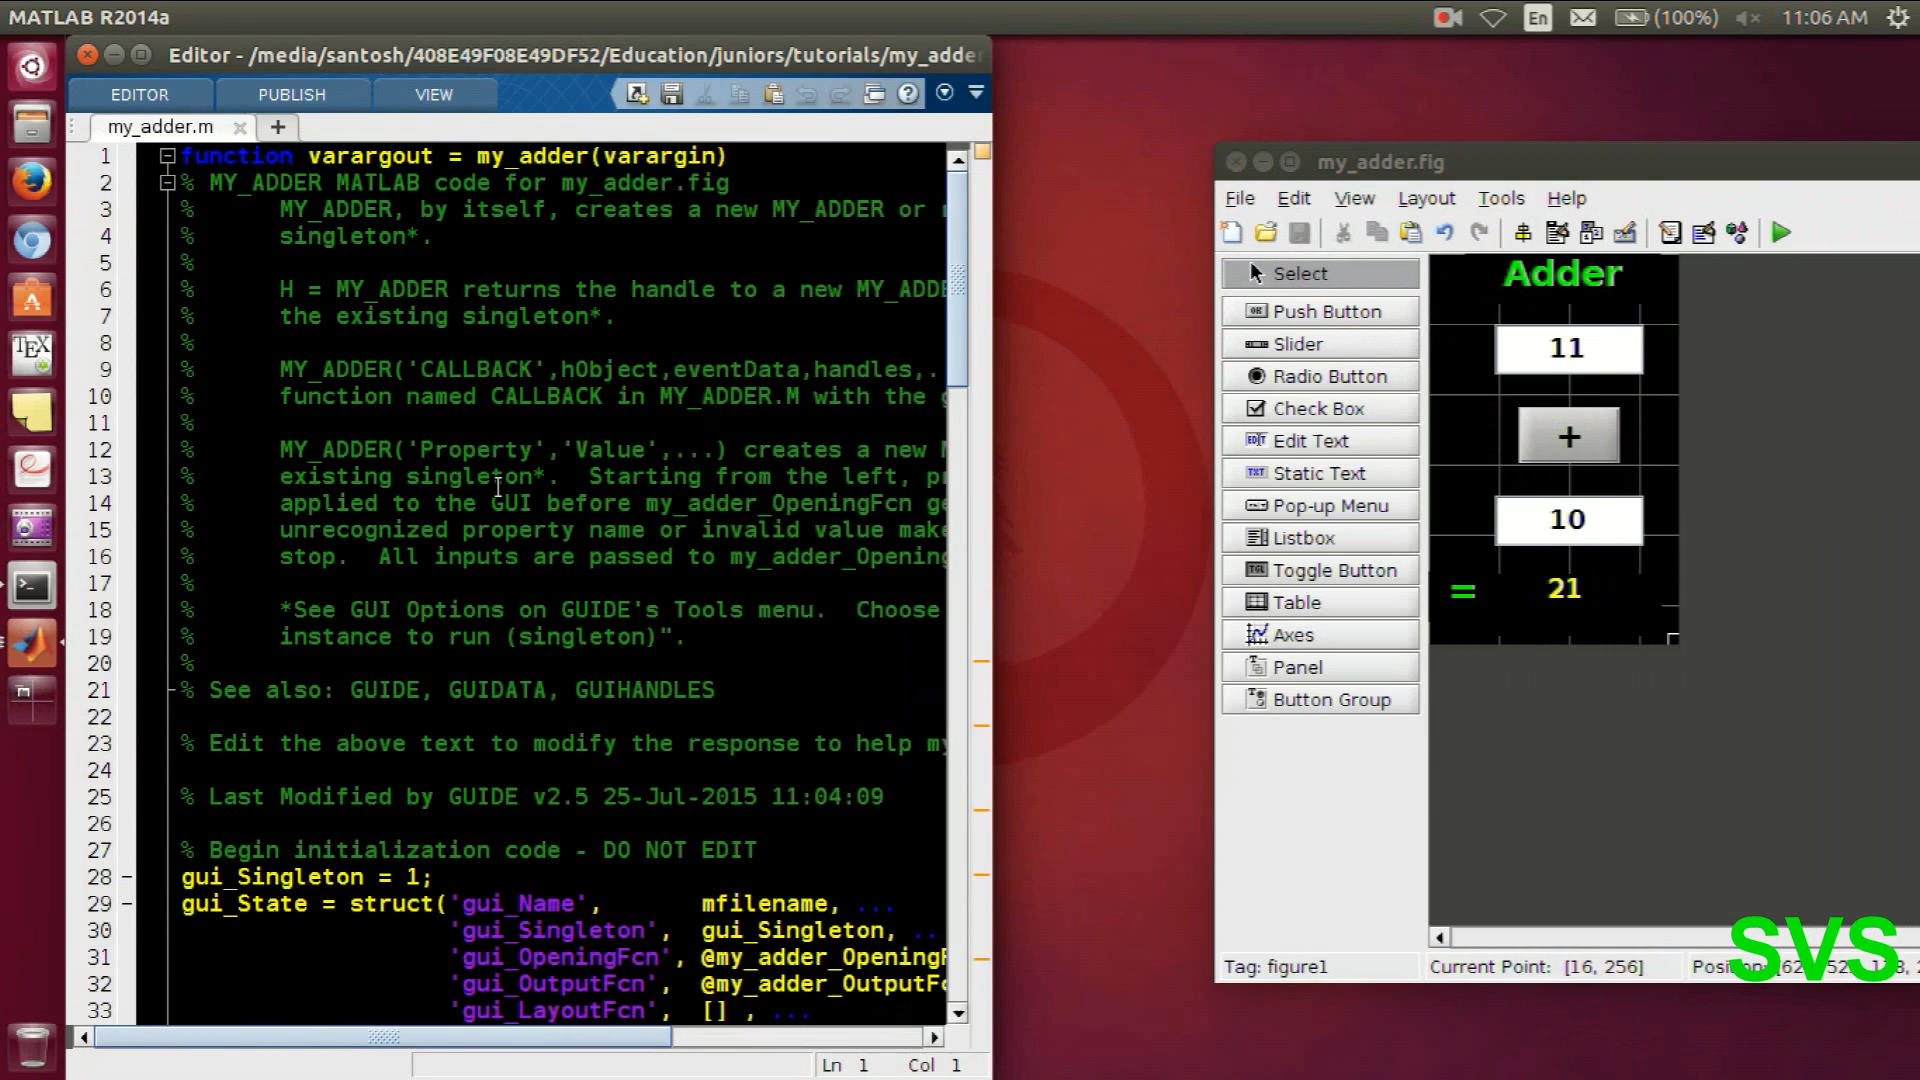 MATLAB R2014a
En
(100%)
11:06 AM
Editor - /media/santosh/408E49F08E49DF52/Education/juniors/tutorials/my_adde
EDITOR
PUBLISH
VIEW
my_adder.m
1 function varargout = my_adder(varargin)
2 % MY_ADDER MATLAB code for my_adder.fig
3 % MY_ADDER, by itself, creates a new MY_ADDER or
4 % singleton*.
5 %
6 % H = MY_ADDER returns the handle to a new MY_ADDE
7 % the existing singleton*.
8 %
9 % MY_ADDER('CALLBACK',hObject,eventData,handles,.
10 % function named CALLBACK in MY_ADDER.M with the
11 %
12 % MY_ADDER('Property','Value',...) creates a new
13 % existing singleton*. Starting from the left, pr
14 % applied to the GUI before my_adder_OpeningFcn ge
15 % unrecognized property name or invalid value make
16 % stop. All inputs are passed to my_adder_Opening
17 %
18 % *See GUI Options on GUIDE's Tools menu. Choose
19 % instance to run (singleton)".
20 %
21 % See also: GUIDE, GUIDATA, GUIHANDLES
22
23 % Edit the above text to modify the response to help my
24
25 % Last Modified by GUIDE v2.5 25-Jul-2015 11:04:09
26
27 % Begin initialization code - DO NOT EDIT
28 gui_Singleton = 1;
29 gui_State = struct('gui_Name', mfilename, ...
30 'gui_Singleton', gui_Singleton, ..
31 'gui_OpeningFcn', @my_adder_OpeningF
32 'gui_OutputFcn', @my_adder_OutputFc
33 'gui_LayoutFcn', [] , ...
Ln 1 Col 1
my_adder.fig
File Edit View Layout Tools Help
Select
Push Button
Slider
Radio Button
Check Box
Edit Text
Static Text
Pop-up Menu
Listbox
Toggle Button
Table
Axes
Panel
Button Group
Adder
11
+
10
= 21
Tag: figure1
Current Point: [16, 256]
SVS
TEX